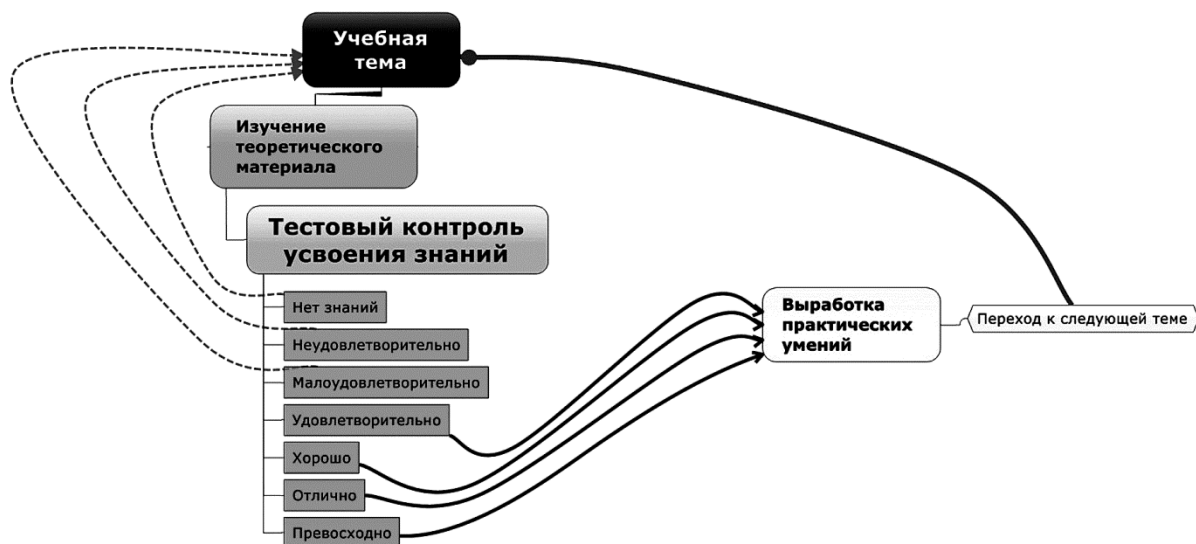 Учебная
тема
Изучение
теоретического
материала
Тестовый контроль
усвоения знаний
Нет знаний
Неудовлетворительно
Малоудовлетворительно
Удовлетворительно
Хорошо
Отлично
Превосходно
Выработка
практических
умений
Переход к следующей теме